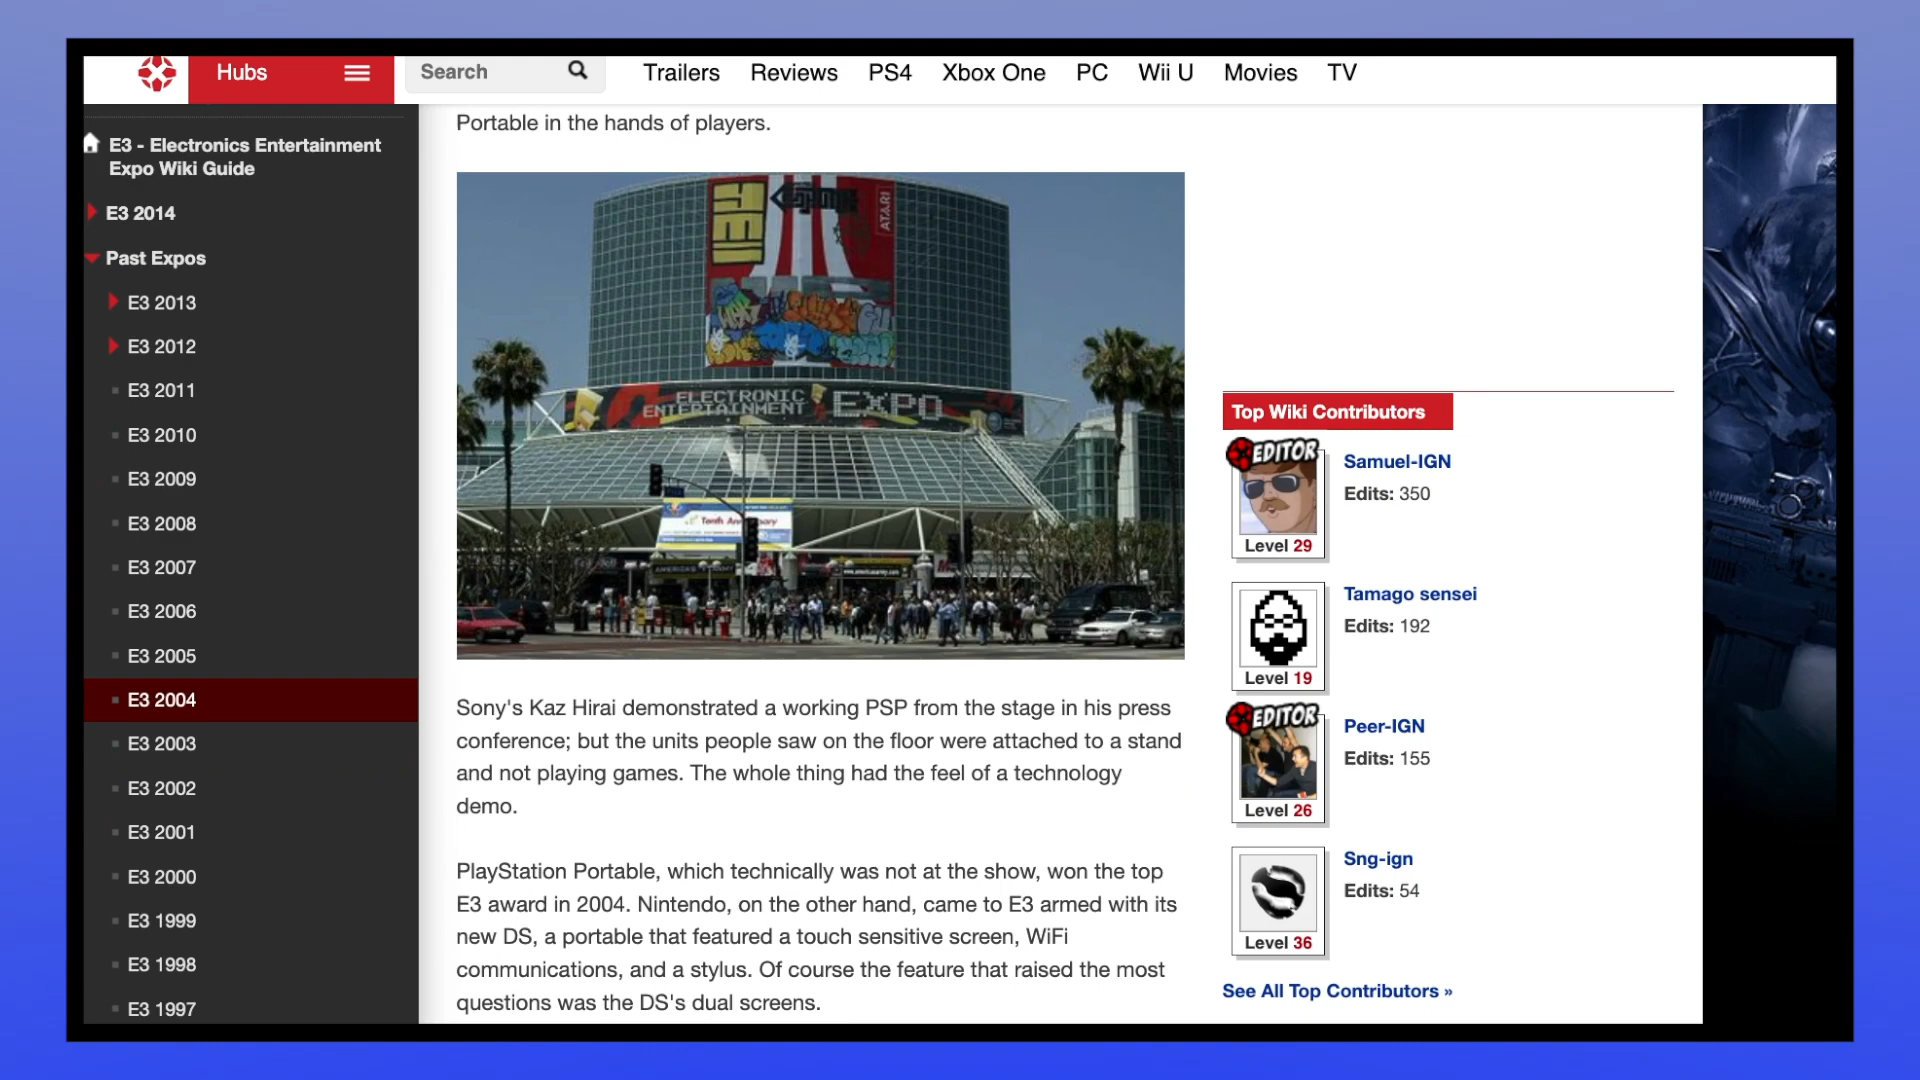 Hubs
Search
Trailers Reviews PS4 Xbox One PC Wii U Movies TV
E3 - Electronics Entertainment
Expo Wiki Guide
E3 2014
Past Expos
E3 2013
E3 2012
E3 2011
E3 2010
E3 2009
E3 2008
E3 2007
E3 2006
E3 2005
E3 2004
E3 2003
E3 2002
E3 2001
E3 2000
E3 1999
E3 1998
E3 1997
Portable in the hands of players.
ATARI
ELECTRONIC
ENTERTAINMENT EXPO
Tenth Anniversary
Sony's Kaz Hirai demonstrated a working PSP from the stage in his press
conference; but the units people saw on the floor were attached to a stand
and not playing games. The whole thing had the feel of a technology
demo.
PlayStation Portable, which technically was not at the show, won the top
E3 award in 2004. Nintendo, on the other hand, came to E3 armed with its
new DS, a portable that featured a touch sensitive screen, WiFi
communications, and a stylus. Of course the feature that raised the most
questions was the DS's dual screens.
Top Wiki Contributors
EDITOR
Samuel-IGN
Edits: 350
Level 29
Tamago sensei
Edits: 192
Level 19
EDITOR
Peer-IGN
Edits: 155
Level 26
Sng-ign
Edits: 54
Level 36
See All Top Contributors »